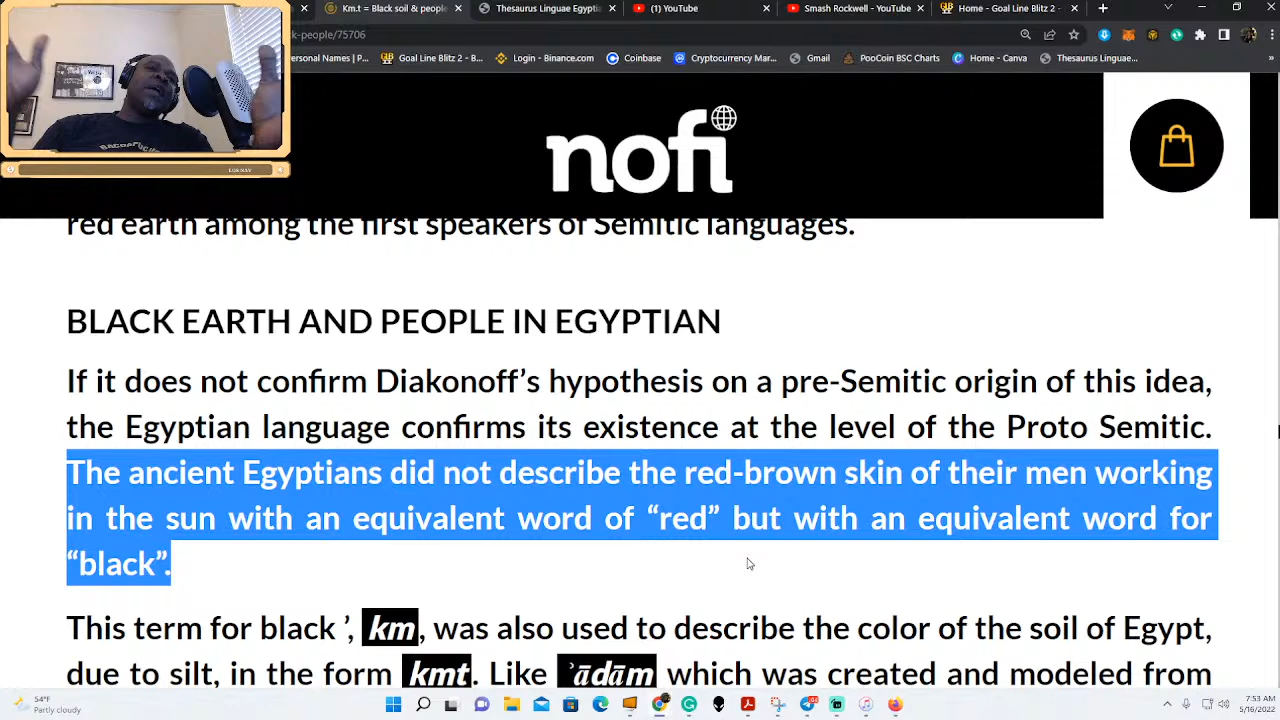 Km.t = Black soil & people
Thesaurus Linguae Egyptia
(1) YouTube
Smash Rockwell - YouTube
Home - Goal Line Blitz 2 -
k-people/75706
Personal Names | P...
Goal Line Blitz 2 - B...
Login - Binance.com
Coinbase
Cryptocurrency Mar...
Gmail
PooCoin BSC Charts
Home - Canva
Thesaurus Linguae...
nofi
red earth among the first speakers of Semitic languages.
BLACK EARTH AND PEOPLE IN EGYPTIAN
If it does not confirm Diakonoff’s hypothesis on a pre-Semitic origin of this idea,
the Egyptian language confirms its existence at the level of the Proto Semitic.
The ancient Egyptians did not describe the red-brown skin of their men working
in the sun with an equivalent word of “red” but with an equivalent word for
“black”.
This term for black ’, km, was also used to describe the color of the soil of Egypt,
due to silt, in the form kmt. Like ʾādām which was created and modeled from
54°F
Partly cloudy
7:53 AM
5/16/2022